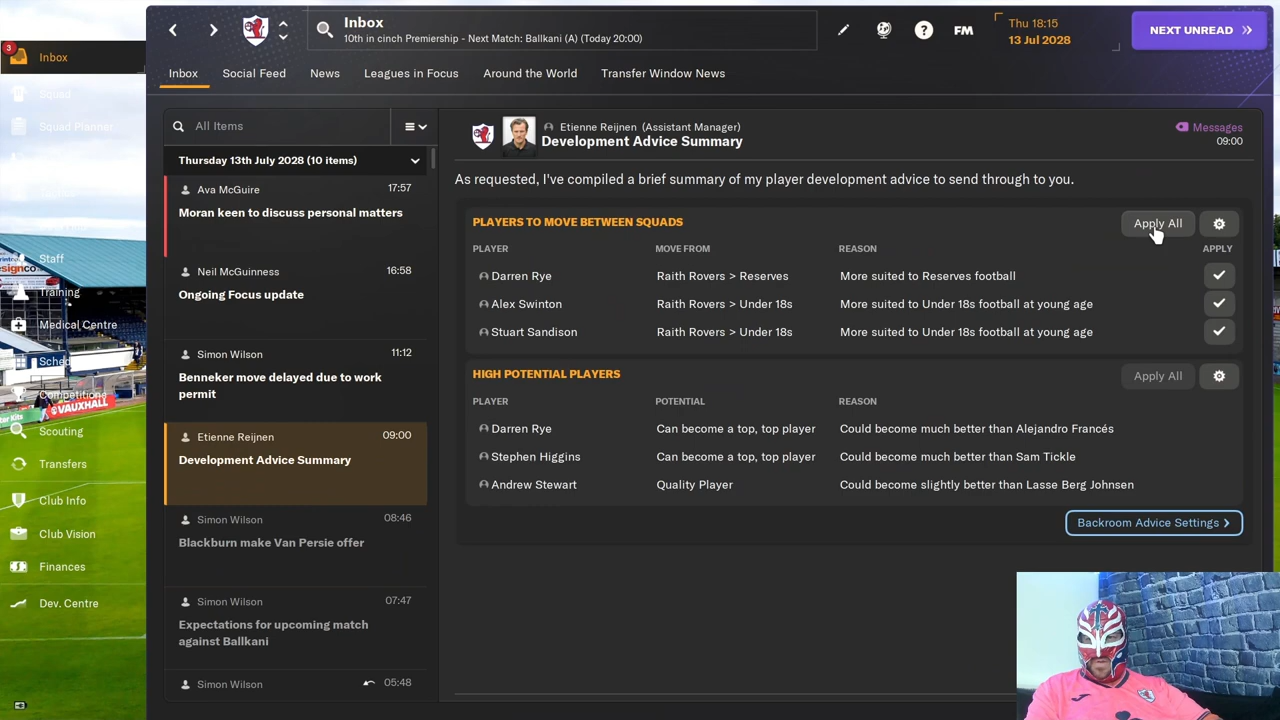 Inbox
10th in cinch Premiership - Next Match: Ballkani (A) (Today 20:00)
FM
Thu 18:15
13 Jul 2028
NEXT UNREAD
3
Inbox
Squad
Squad Planner
Staff
Training
Medical Centre
Sched
Competitions
Scouting
Transfers
Club Info
Club Vision
Finances
Dev. Centre
VAUXHALL
Inbox
Social Feed
News
Leagues in Focus
Around the World
Transfer Window News
All Items
Thursday 13th July 2028 (10 items)
Ava McGuire 17:57
Moran keen to discuss personal matters
Neil McGuinness 16:58
Ongoing Focus update
Simon Wilson 11:12
Benneker move delayed due to work
permit
Etienne Reijnen 09:00
Development Advice Summary
Simon Wilson 08:46
Blackburn make Van Persie offer
Simon Wilson 07:47
Expectations for upcoming match
against Ballkani
Simon Wilson 05:48
Etienne Reijnen (Assistant Manager)
Development Advice Summary
Messages
09:00
As requested, I've compiled a brief summary of my player development advice to send through to you.
PLAYERS TO MOVE BETWEEN SQUADS Apply All
PLAYER MOVE FROM REASON APPLY
Darren Rye Raith Rovers > Reserves More suited to Reserves football
Alex Swinton Raith Rovers > Under 18s More suited to Under 18s football at young age
Stuart Sandison Raith Rovers > Under 18s More suited to Under 18s football at young age
HIGH POTENTIAL PLAYERS Apply All
PLAYER POTENTIAL REASON
Darren Rye Can become a top, top player Could become much better than Alejandro Francés
Stephen Higgins Can become a top, top player Could become much better than Sam Tickle
Andrew Stewart Quality Player Could become slightly better than Lasse Berg Johnsen
Backroom Advice Settings >